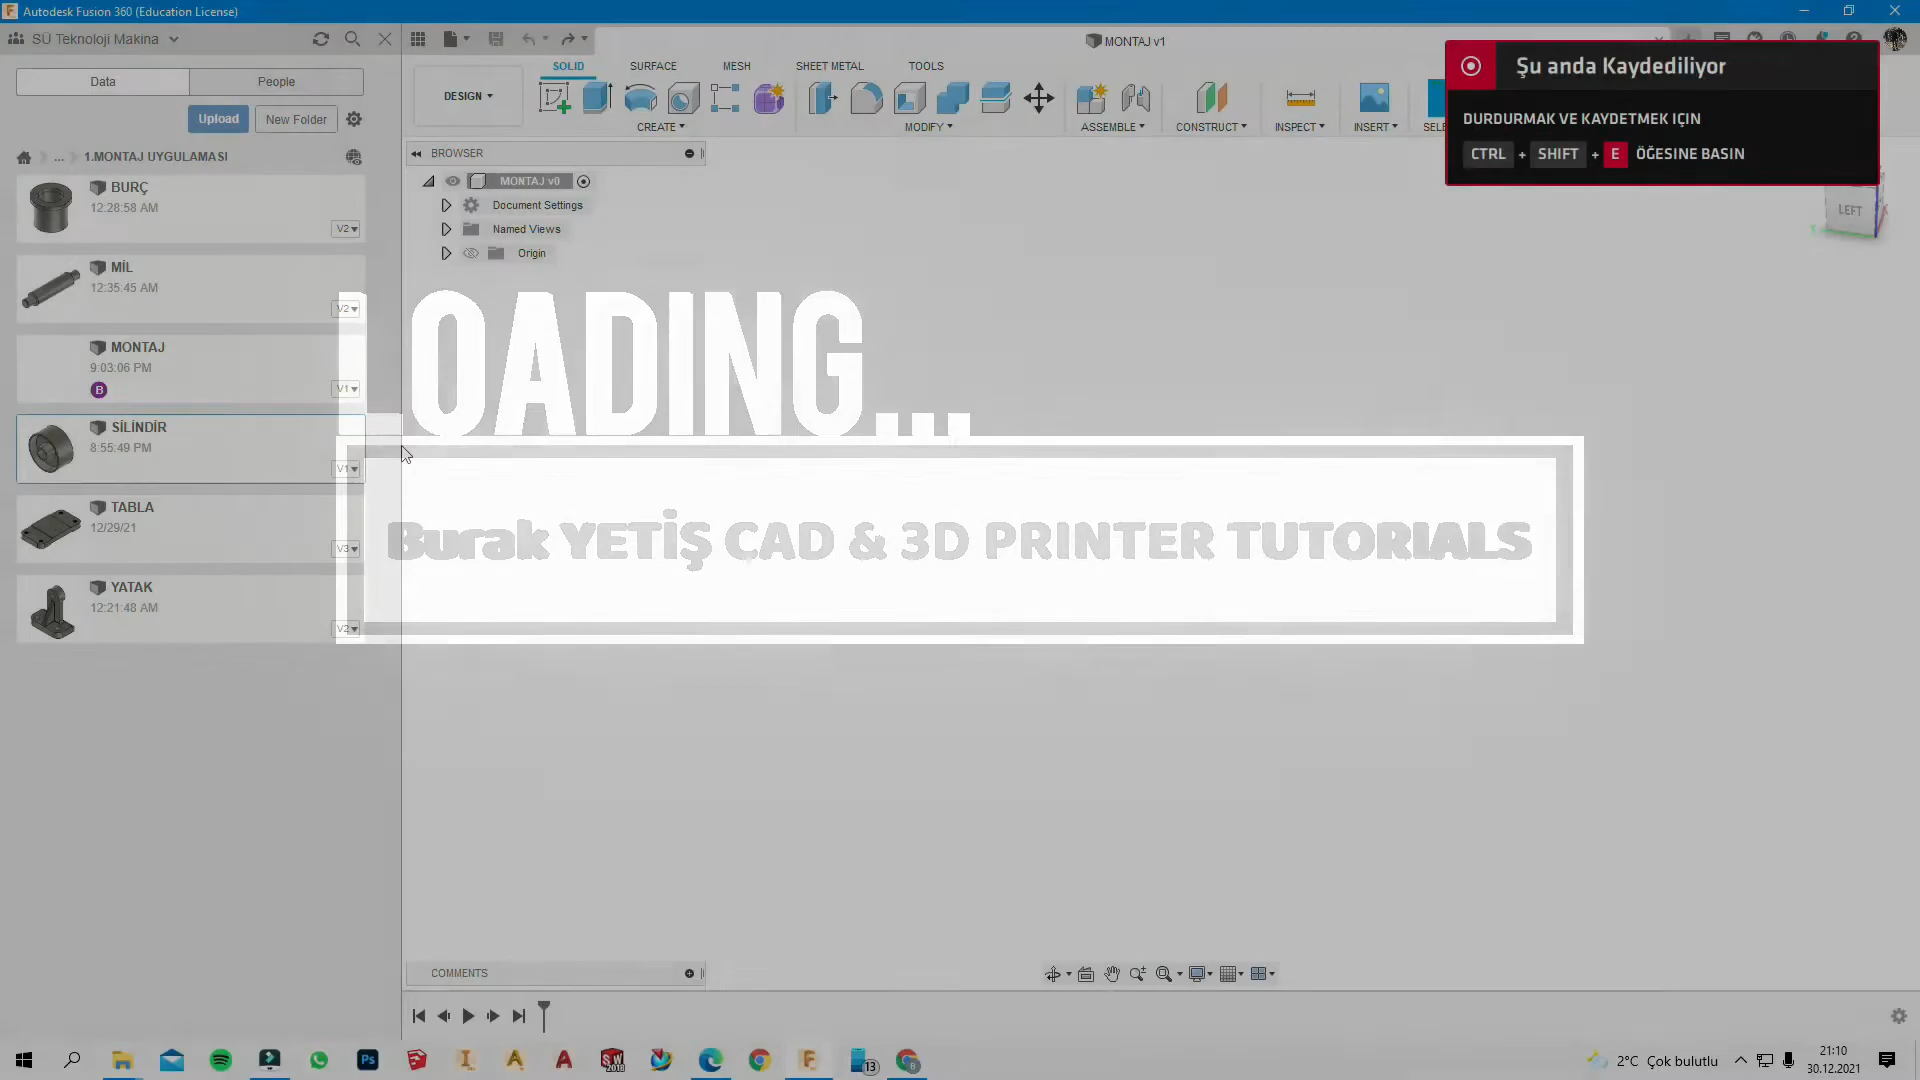 Autodesk Fusion 360 (Education License)
SÜ Teknoloji Makina
MONTAJ v1
Data
People
Upload
New Folder
... 1.MONTAJ UYGULAMASI
BURÇ
12:28:58 AM
V2
MİL
12:35:45 AM
V2
MONTAJ
9:03:06 PM
B
V1
SİLİNDİR
8:55:49 PM
V1
TABLA
12/29/21
V3
YATAK
12:21:48 AM
V2
SOLID
SURFACE
MESH
SHEET METAL
TOOLS
DESIGN
CREATE
MODIFY
ASSEMBLE
CONSTRUCT
INSPECT
INSERT
BROWSER
MONTAJ v0
Document Settings
Named Views
Origin
Şu anda Kaydediliyor
DURDURMAK VE KAYDETMEK IÇIN
CTRL + SHIFT + E ÖĞESINE BASIN
LEFT
LOADING...
Burak YETİŞ CAD & 3D PRINTER TUTORIALS
COMMENTS
Ps
SW
2018
13
2°C Çok bulutlu
21:10
30.12.2021